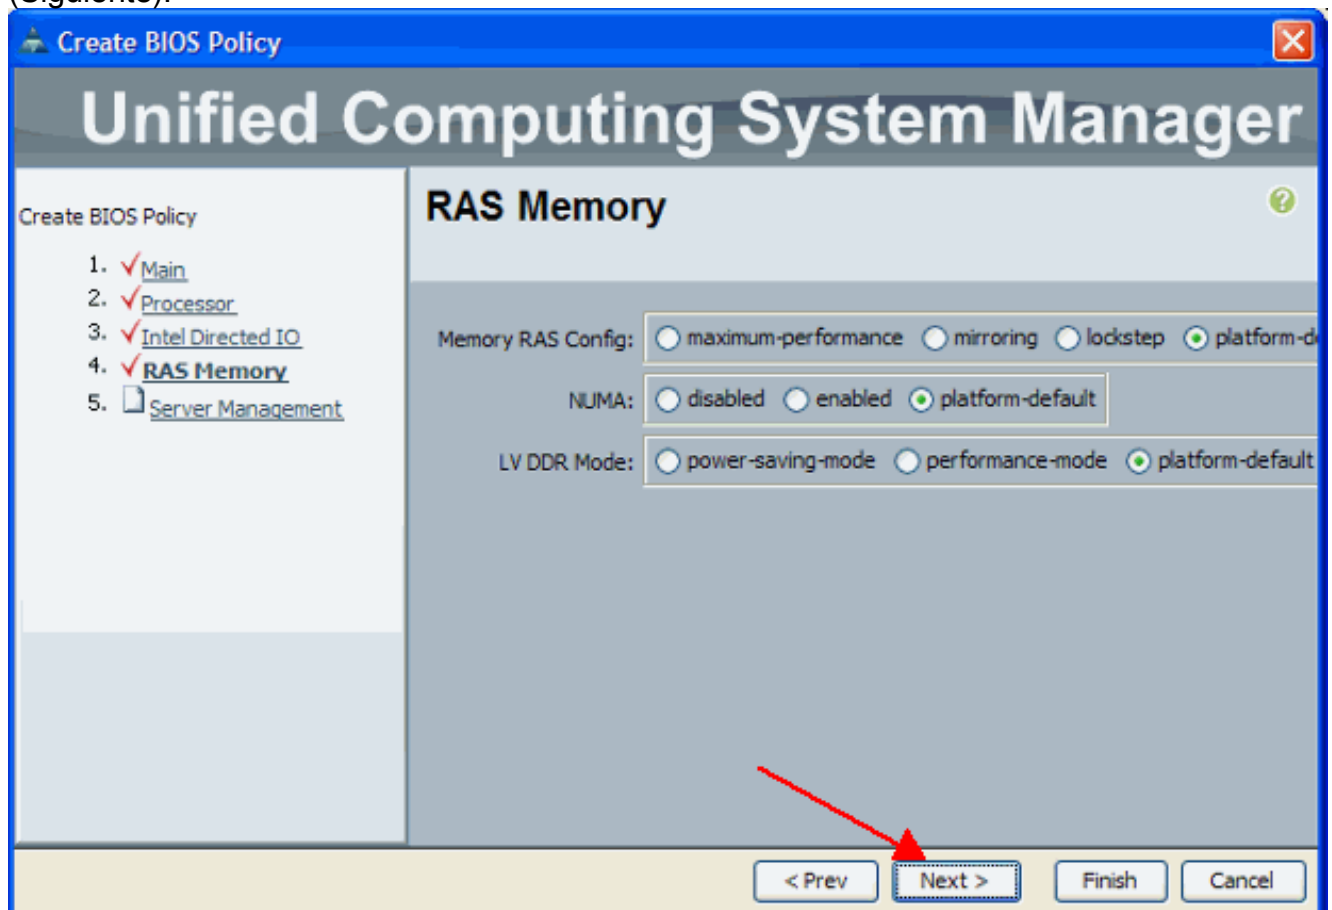 (Siguiente).
Create BIOS Policy
Unified Computing System Manager
Create BIOS Policy
1. Main
2. Processor
3. Intel Directed IO
4. RAS Memory
5. Server Management
RAS Memory
Memory RAS Config: maximum-performance mirroring lockstep platform-d
NUMA: disabled enabled platform-default
LV DDR Mode: power-saving-mode performance-mode platform-default
< Prev Next > Finish Cancel